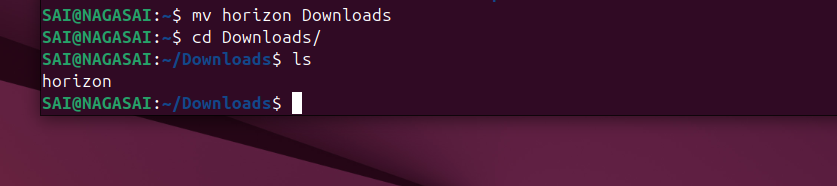 SAI@NAGASAI:~$ mv horizon Downloads
SAI@NAGASAI:~$ cd Downloads/
SAI@NAGASAI:~/Downloads$ ls
horizon
SAI@NAGASAI:~/Downloads$